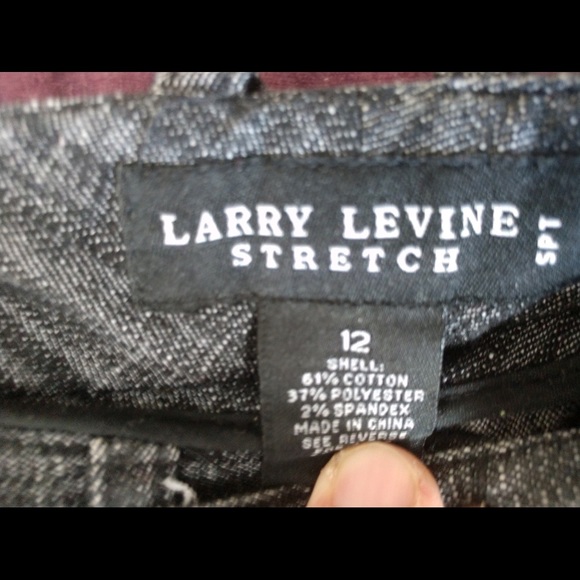 LARRY LEVINE
STRETCH
SPT
12
SHELL:
61% COTTON
37% POLYESTER
2% SPANDEX
MADE IN CHINA
SEE REVERSE